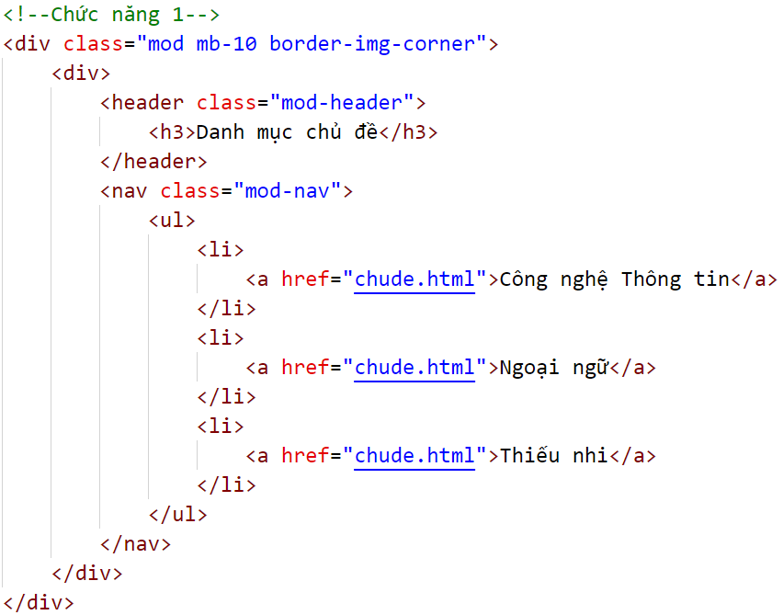 <!--Chức năng 1-->
<div class="mod mb-10 border-img-corner">
    <div>
        <header class="mod-header">
            <h3>Danh mục chủ đề</h3>
        </header>
        <nav class="mod-nav">
            <ul>
                <li>
                    <a href="chude.html">Công nghệ Thông tin</a>
                </li>
                <li>
                    <a href="chude.html">Ngoại ngữ</a>
                </li>
                <li>
                    <a href="chude.html">Thiếu nhi</a>
                </li>
            </ul>
        </nav>
    </div>
</div>